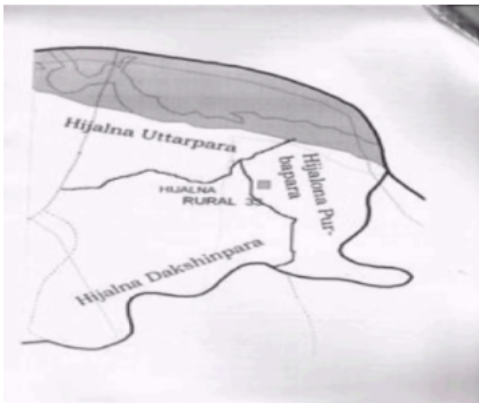 Hijalna Uttarpara
Hijalona Pur-
bapara
HIJALNA
RURAL 33
Hijalna Dakshinpara